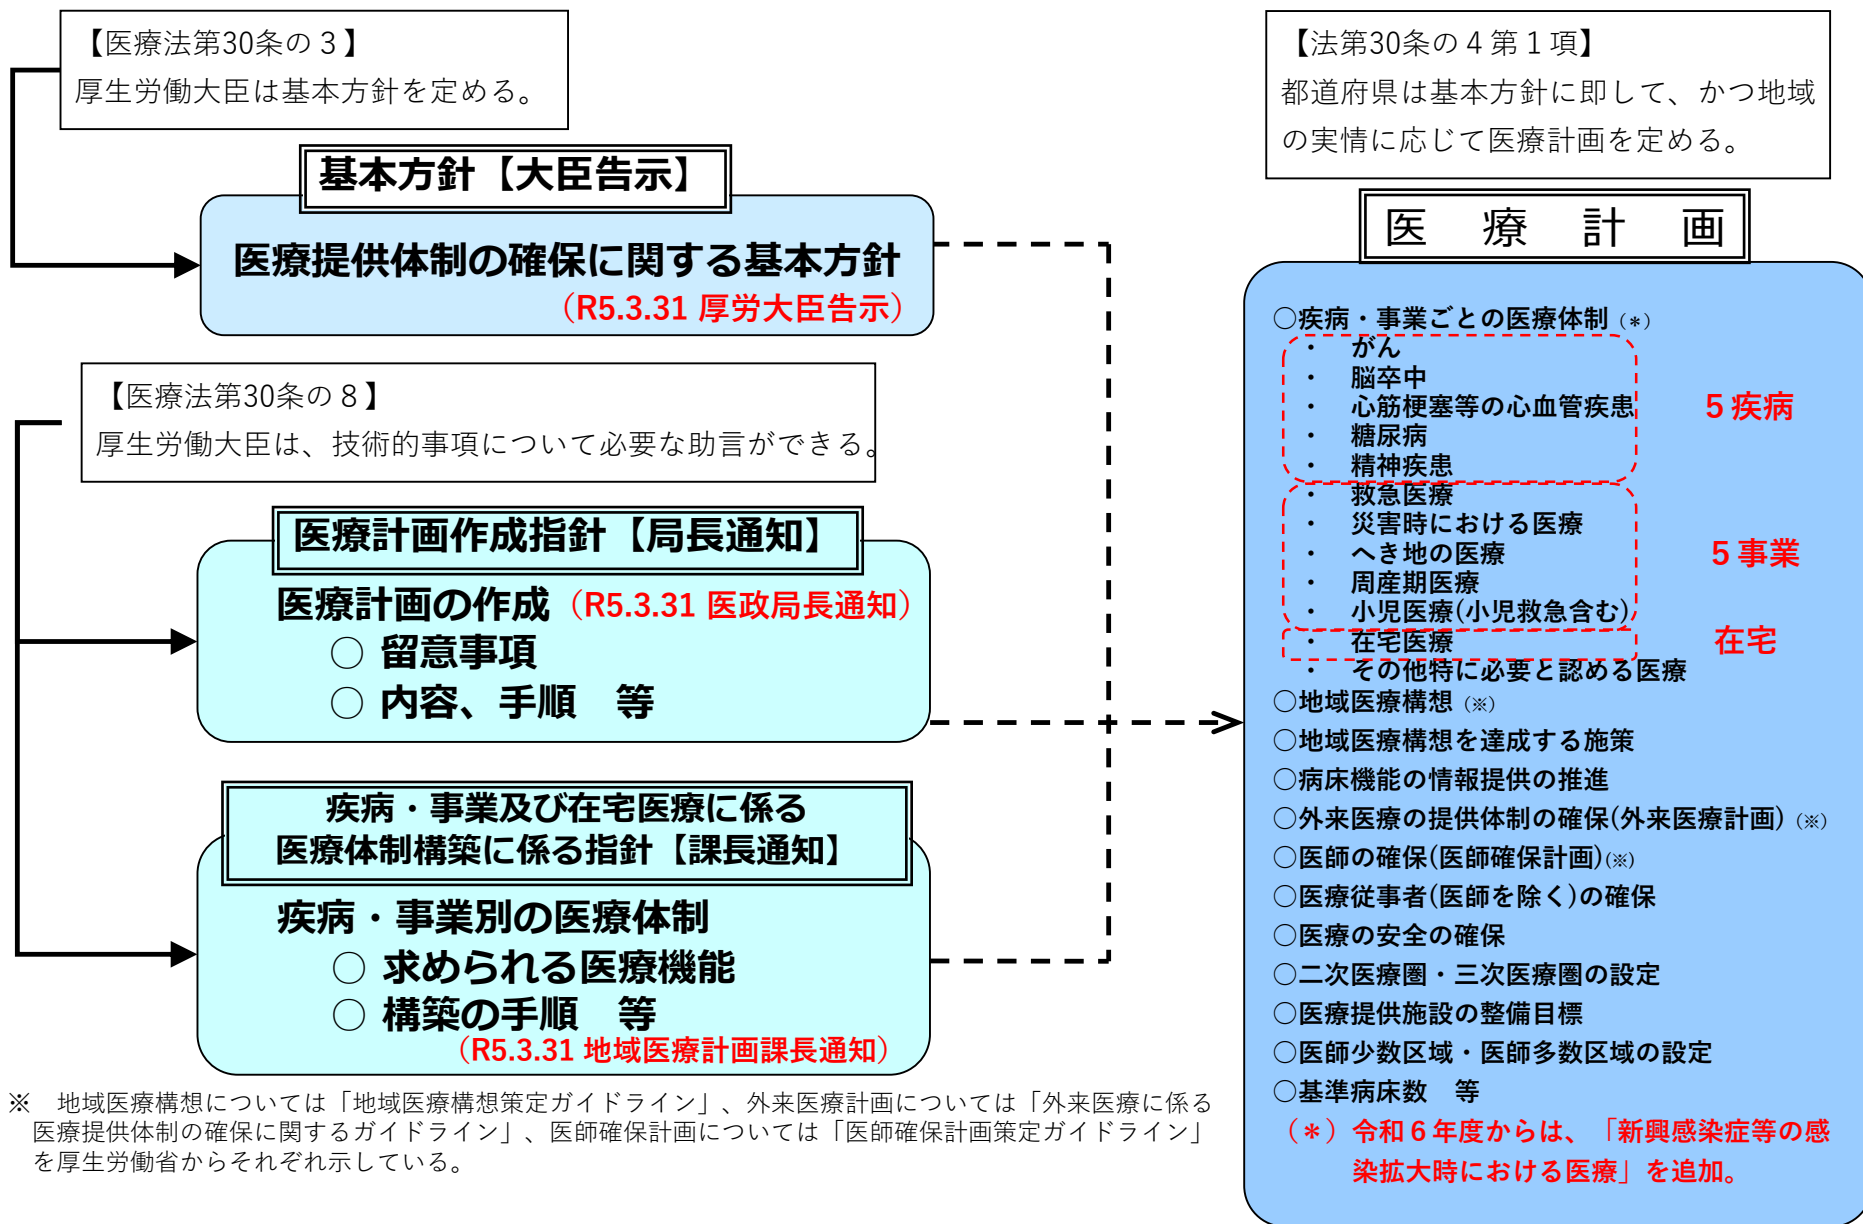 【医療法第30条の３】
厚生労働大臣は基本方針を定める。
基本方針【大臣告示】
医療提供体制の確保に関する基本方針
（R5.3.31 厚労大臣告示）
【医療法第30条の８】
厚生労働大臣は、技術的事項について必要な助言ができる。
医療計画作成指針【局長通知】
医療計画の作成（R5.3.31 医政局長通知）
○ 留意事項
○ 内容、手順　等
疾病・事業及び在宅医療に係る
医療体制構築に係る指針【課長通知】
疾病・事業別の医療体制
○ 求められる医療機能
○ 構築の手順　等
（R5.3.31 地域医療計画課長通知）
※　地域医療構想については「地域医療構想策定ガイドライン」、外来医療計画については「外来医療に係る
医療提供体制の確保に関するガイドライン」、医師確保計画については「医師確保計画策定ガイドライン」
を厚生労働省からそれぞれ示している。
【法第30条の４第１項】
都道府県は基本方針に即して、かつ地域
の実情に応じて医療計画を定める。
医　療　計　画
○疾病・事業ごとの医療体制（＊）
・　がん
・　脳卒中
・　心筋梗塞等の心血管疾患
・　糖尿病
・　精神疾患
５疾病
・　救急医療
・　災害時における医療
・　へき地の医療
・　周産期医療
・　小児医療(小児救急含む)
５事業
・　在宅医療
在宅
・　その他特に必要と認める医療
○地域医療構想（※）
○地域医療構想を達成する施策
○病床機能の情報提供の推進
○外来医療の提供体制の確保(外来医療計画)（※）
○医師の確保(医師確保計画)(※)
○医療従事者(医師を除く)の確保
○医療の安全の確保
○二次医療圏・三次医療圏の設定
○医療提供施設の整備目標
○医師少数区域・医師多数区域の設定
○基準病床数　等
（＊）令和６年度からは、「新興感染症等の感
染拡大時における医療」を追加。